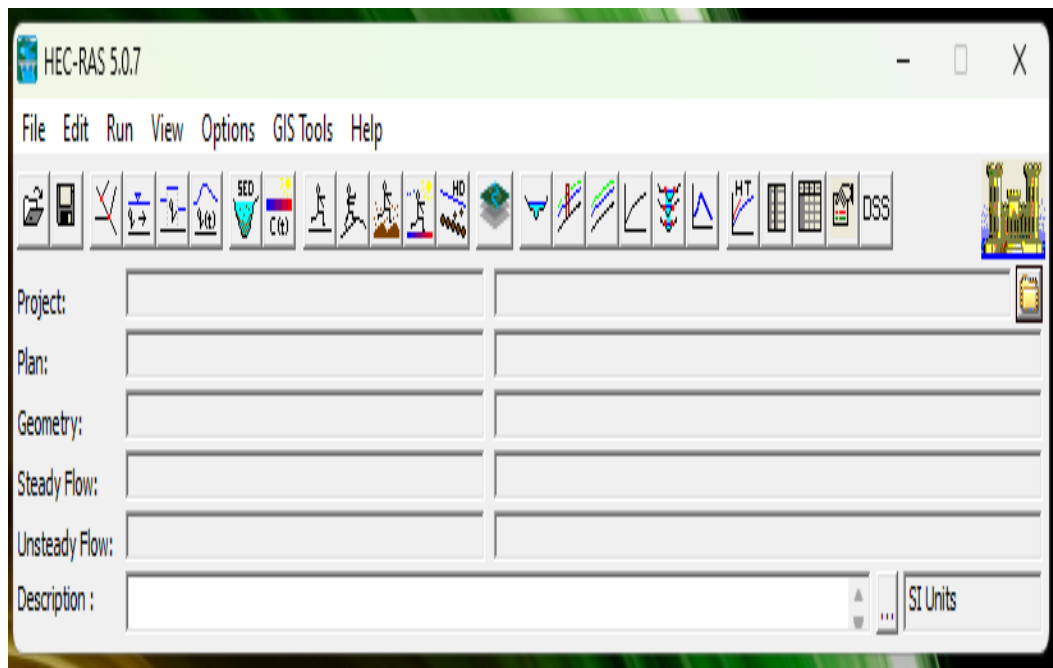 HEC-RAS 5.0.7
File Edit Run View Options GIS Tools Help
SED C(t) HD HT DSS
Project:
Plan:
Geometry:
Steady Flow:
Unsteady Flow:
Description :
... SI Units